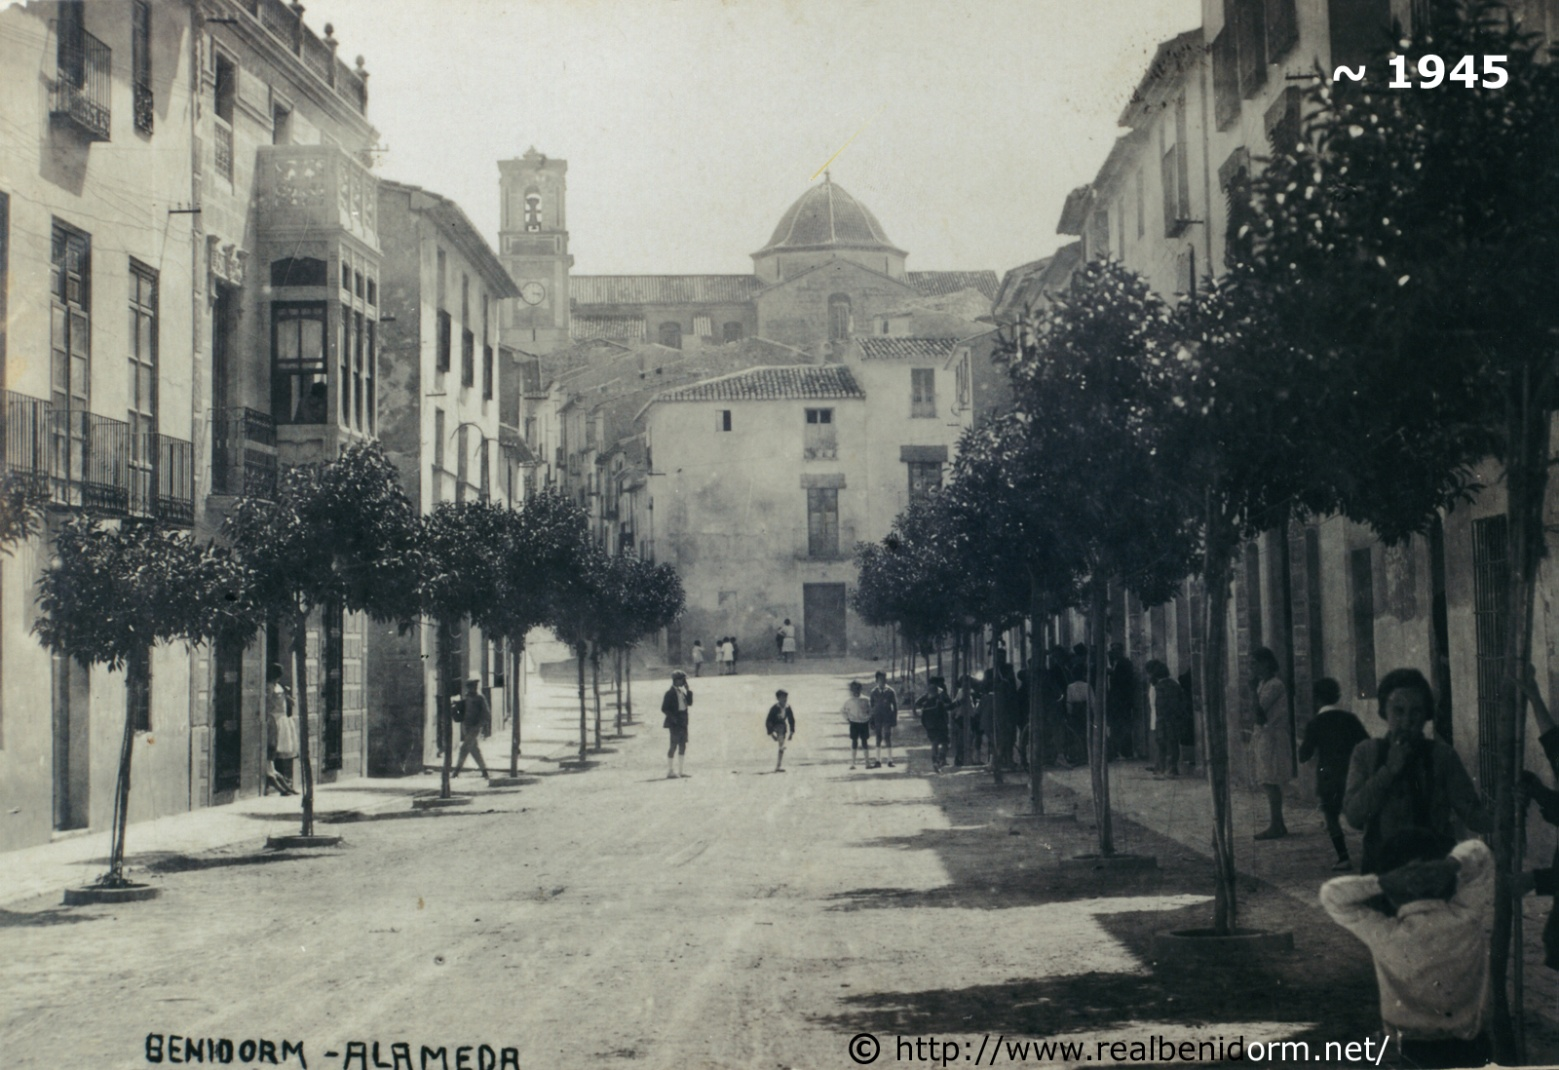 ~ 1945
BENIDORM - ALAMEDA
© http://www.realbenidorm.net/